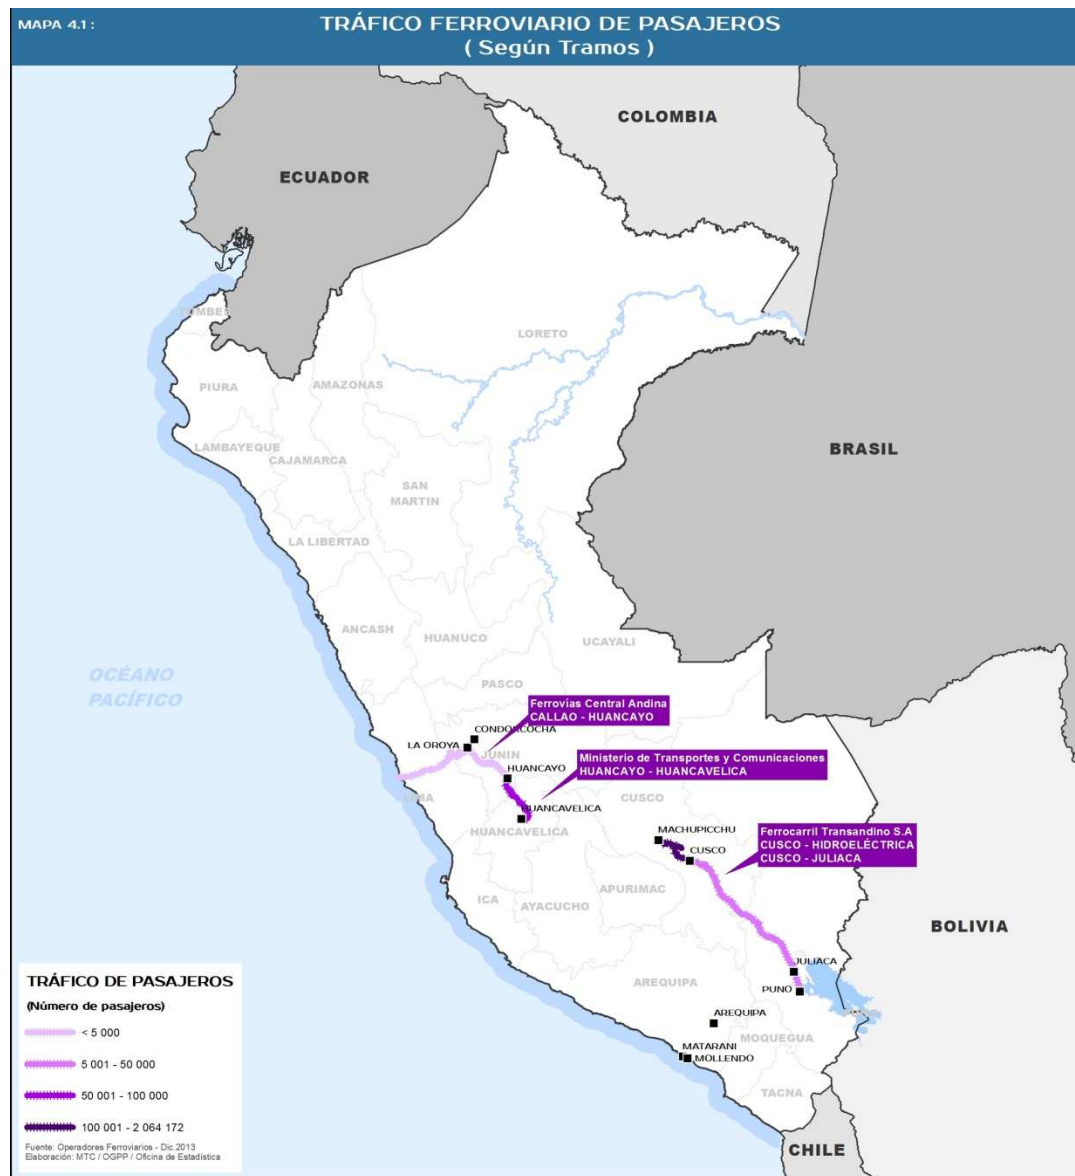 MAPA 4.1 :
TRÁFICO FERROVIARIO DE PASAJEROS
( Según Tramos )
COLOMBIA
ECUADOR
TUMBES
LORETO
PIURA
AMAZONAS
LAMBAYEQUE
CAJAMARCA
BRASIL
SAN
MARTIN
LA LIBERTAD
ANCASH
HUANUCO
UCAYALI
OCÉANO
PACÍFICO
PASCO
Ferrovías Central Andina
CALLAO - HUANCAYO
CONDORCOCHA
LA OROYA
JUNIN
Ministerio de Transportes y Comunicaciones
HUANCAYO - HUANCAVELICA
HUANCAYO
LIMA
CUSCO
HUANCAVELICA
HUANCAVELICA
MACHUPICCHU
CUSCO
Ferrocarril Transandino S.A
CUSCO - HIDROELÉCTRICA
CUSCO - JULIACA
APURIMAC
ICA
AYACUCHO
BOLIVIA
JULIACA
PUNO
AREQUIPA
AREQUIPA
MOQUEGUA
MATARANI
MOLLENDO
TACNA
CHILE
TRÁFICO DE PASAJEROS
(Número de pasajeros)
< 5 000
5 001 - 50 000
50 001 - 100 000
100 001 - 2 064 172
Fuente: Operadores Ferroviarios - Dic.2013
Elaboración: MTC / OGPP / Oficina de Estadística